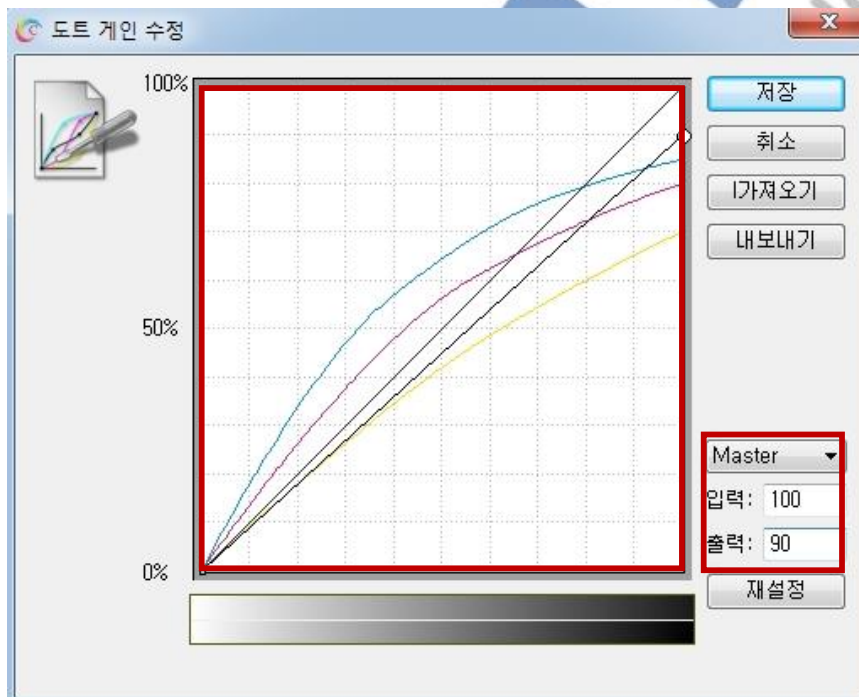 도트 게인 수정
100%
50%
0%
저장
취소
I가져오기
내보내기
Master
입력: 100
출력: 90
재설정